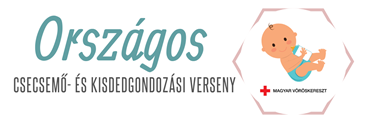 Országos
CSECSEMŐ- ÉS KISDEDGONDOZÁSI VERSENY
MAGYAR VÖRÖSKERESZT